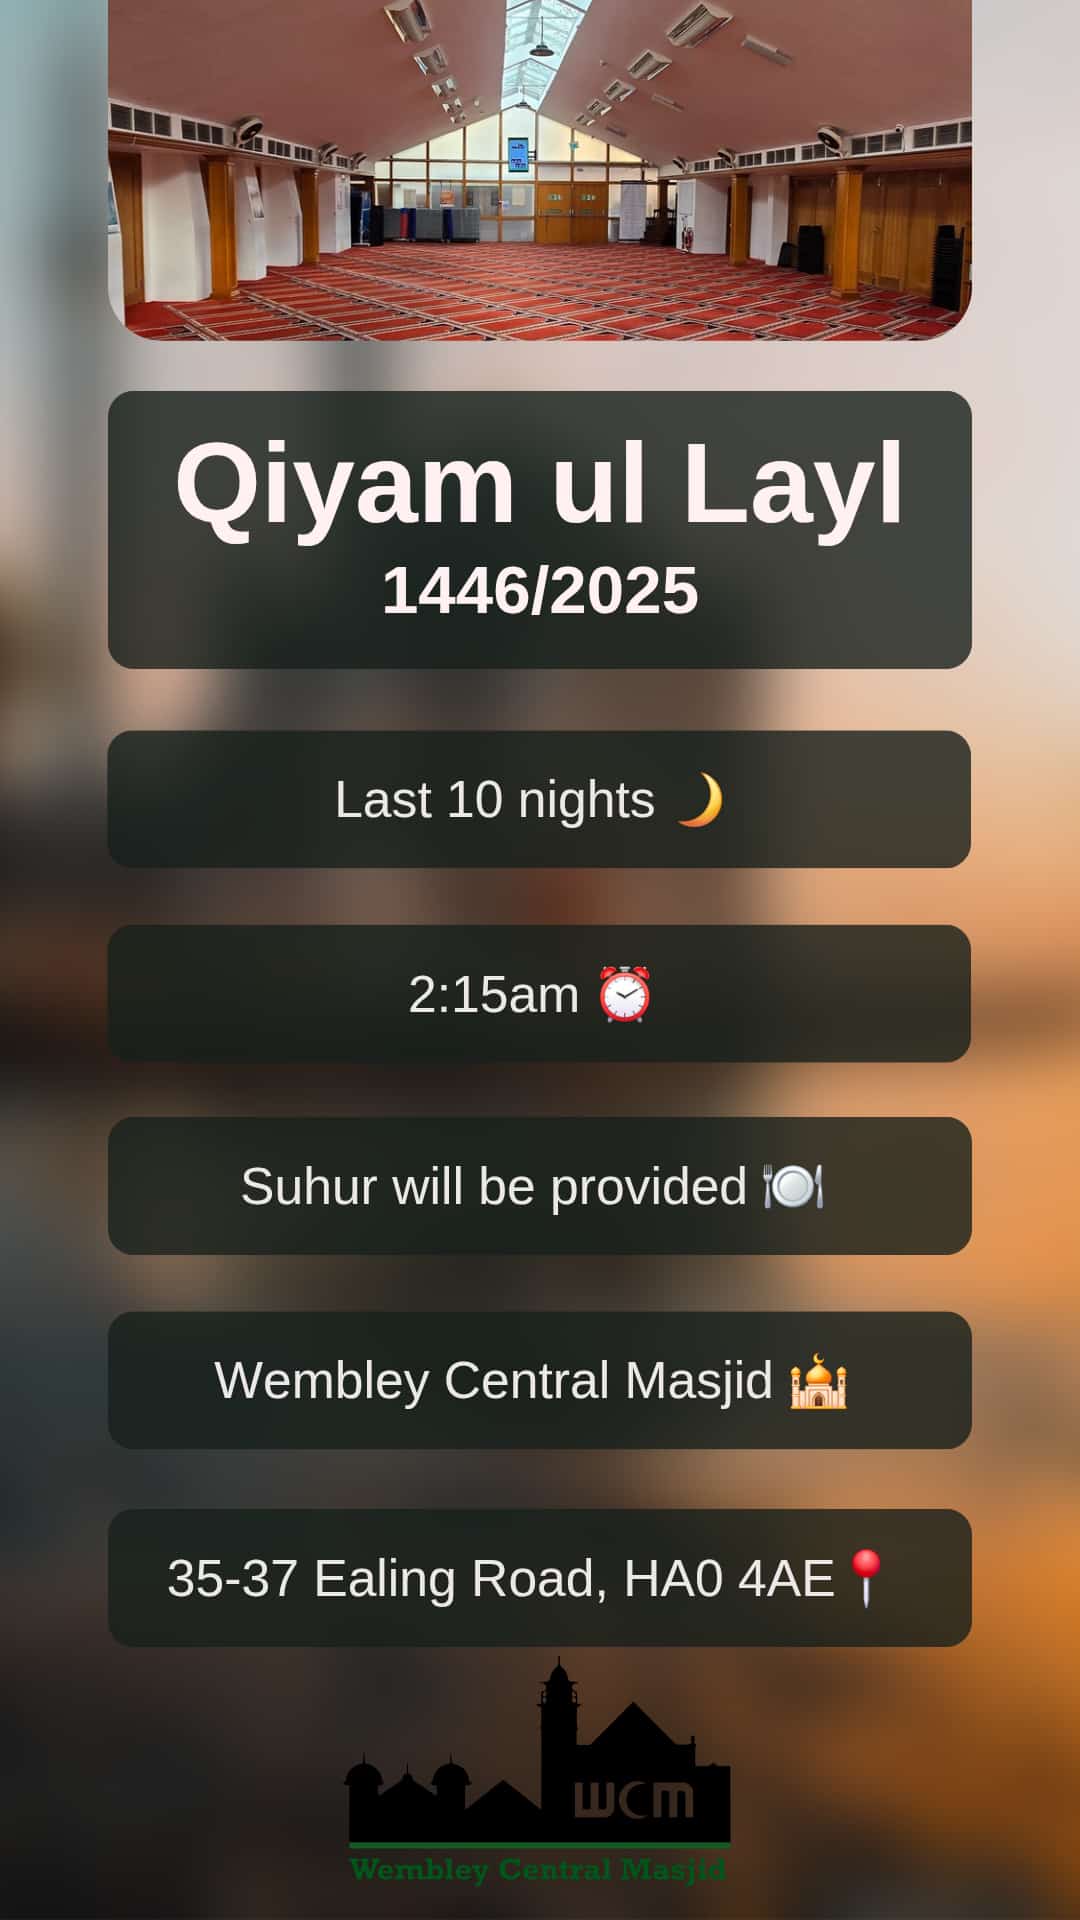 Qiyam ul Layl
1446/2025
Last 10 nights 🌙
2:15am ⏰
Suhur will be provided 🍽️
Wembley Central Masjid 🕌
35-37 Ealing Road, HA0 4AE📍
WCM
Wembley Central Masjid